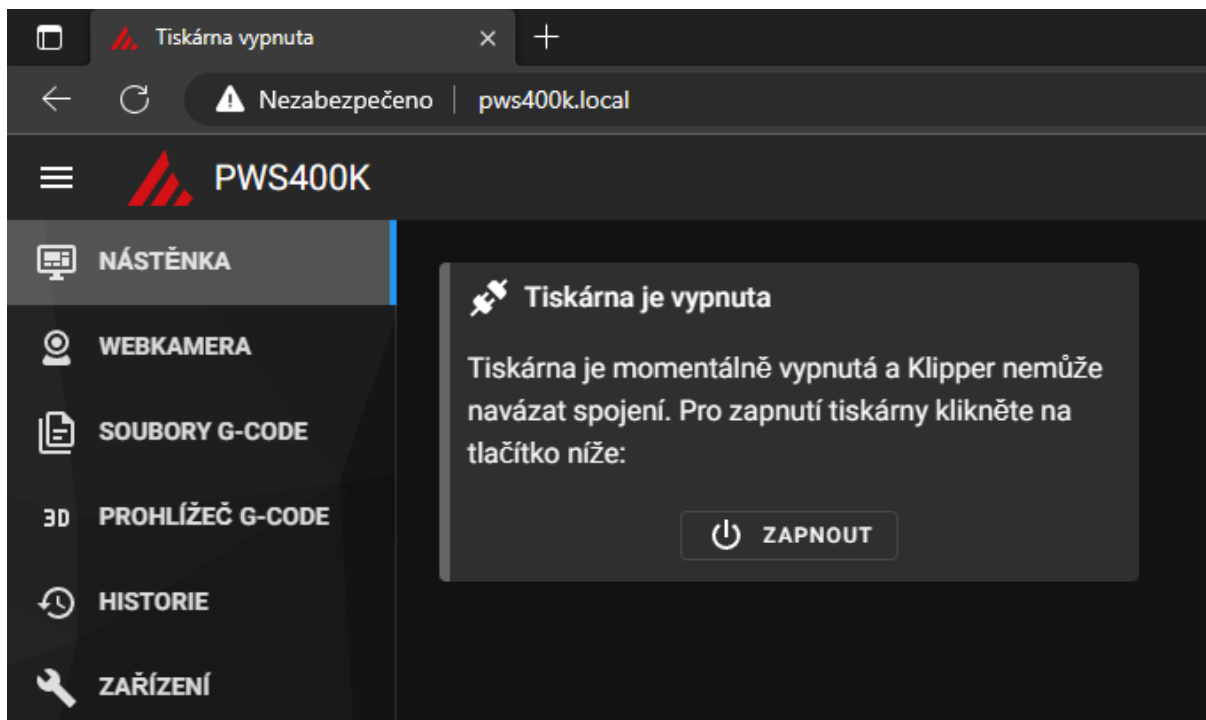 Tiskárna vypnuta
Nezabezpečeno | pws400k.local
PWS400K
NÁSTĚNKA
WEBKAMERA
SOUBORY G-CODE
3D PROHLÍŽEČ G-CODE
HISTORIE
ZAŘÍZENÍ
Tiskárna je vypnuta
Tiskárna je momentálně vypnutá a Klipper nemůže
navázat spojení. Pro zapnutí tiskárny klikněte na
tlačítko níže:
ZAPNOUT